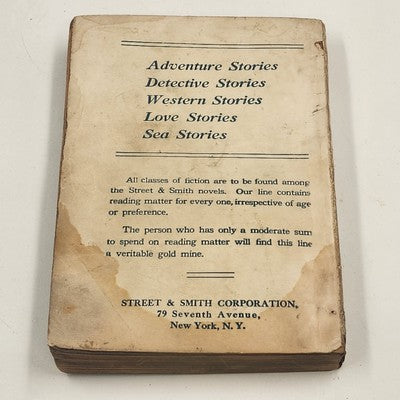 Adventure Stories
Detective Stories
Western Stories
Love Stories
Sea Stories
All classes of fiction are to be found among
the Street & Smith novels. Our line contains
reading matter for every one, irrespective of age
or preference.
The person who has only a moderate sum
to spend on reading matter will find this line
a veritable gold mine.
STREET & SMITH CORPORATION,
79 Seventh Avenue,
New York, N. Y.